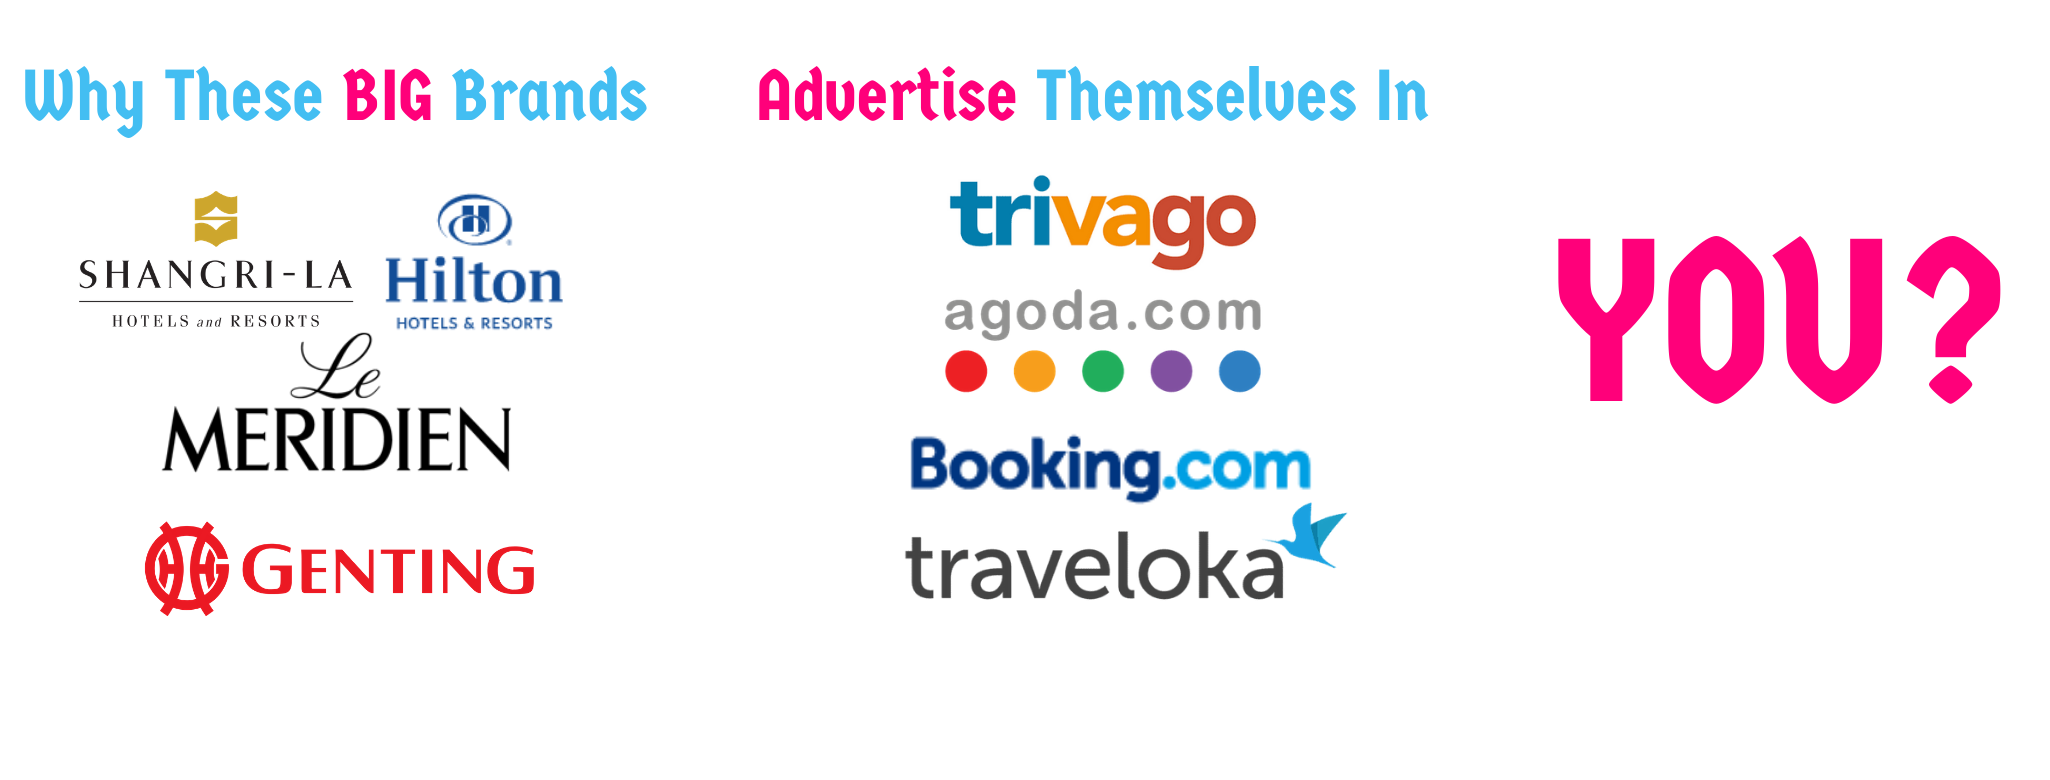 Why These BIG Brands
SHANGRI-LA
HOTELS and RESORTS
Hilton
HOTELS & RESORTS
Le
MERIDIEN
GENTING
Advertise Themselves In
trivago
agoda.com
Booking.com
traveloka
YOU?